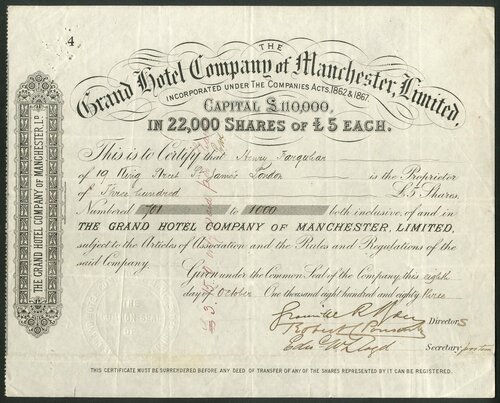 4
THE
Grand Hotel Company of Manchester, Limited,
INCORPORATED UNDER THE COMPANIES ACTS, 1862 & 1867.
CAPITAL £110,000,
IN 22,000 SHARES OF £5 EACH.
This is to Certify that Henry Farquhar
of 19 King Street St James London is the Proprietor
of Three hundred £5 Shares,
Numbered 701 to 1000 both inclusive, of and in
THE GRAND HOTEL COMPANY OF MANCHESTER, LIMITED,
subject to the Articles of Association and the Rules and Regulations of the
said Company.
Given under the Common Seal of the Company this eighth
day of October One thousand eight hundred and eighty three
Directors
Secretary pro tem
THIS CERTIFICATE MUST BE SURRENDERED BEFORE ANY DEED OF TRANSFER OF ANY OF THE SHARES REPRESENTED BY IT CAN BE REGISTERED.
THE GRAND HOTEL COMPANY OF MANCHESTER, LD.